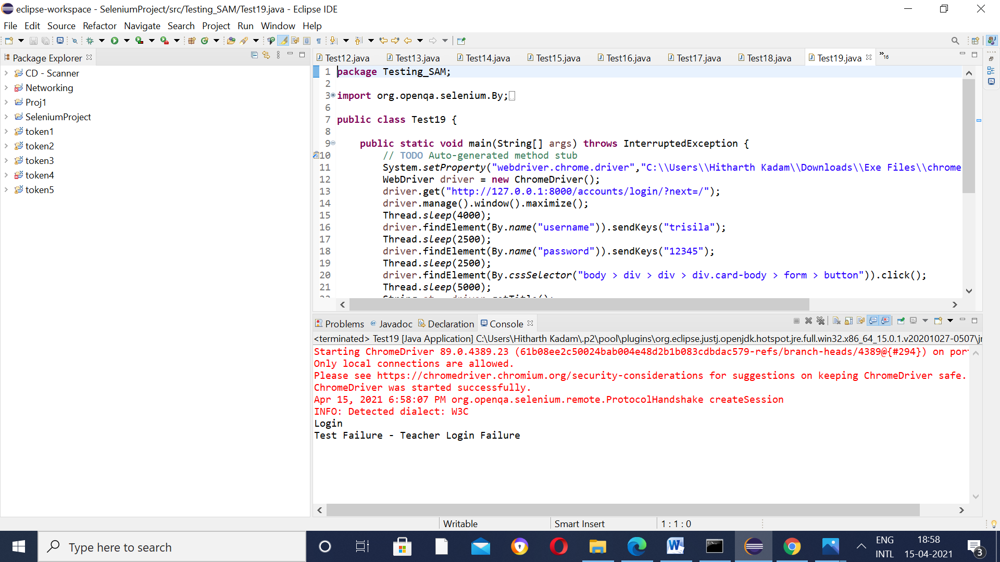 eclipse-workspace - SeleniumProject/src/Testing_SAM/Test19.java - Eclipse IDE
File Edit Source Refactor Navigate Search Project Run Window Help
Package Explorer
CD - Scanner
Networking
Proj1
SeleniumProject
token1
token2
token3
token4
token5
Test12.java Test13.java Test14.java Test15.java Test16.java Test17.java Test18.java Test19.java »16
1 package Testing_SAM;
2
3 import org.openqa.selenium.By;
6
7 public class Test19 {
8
9 public static void main(String[] args) throws InterruptedException {
10 // TODO Auto-generated method stub
11 System.setProperty("webdriver.chrome.driver","C:\\Users\\Hitharth Kadam\\Downloads\\Exe Files\\chrome
12 WebDriver driver = new ChromeDriver();
13 driver.get("http://127.0.0.1:8000/accounts/login/?next=/");
14 driver.manage().window().maximize();
15 Thread.sleep(4000);
16 driver.findElement(By.name("username")).sendKeys("trisila");
17 Thread.sleep(2500);
18 driver.findElement(By.name("password")).sendKeys("12345");
19 Thread.sleep(2500);
20 driver.findElement(By.cssSelector("body > div > div > div.card-body > form > button")).click();
21 Thread.sleep(5000);
Problems @ Javadoc Declaration Console
<terminated> Test19 [Java Application] C:\Users\Hitharth Kadam\.p2\pool\plugins\org.eclipse.justj.openjdk.hotspot.jre.full.win32.x86_64_15.0.1.v20201027-0507\jr
Starting ChromeDriver 89.0.4389.23 (61b08ee2c50024bab004e48d2b1b083cdbdac579-refs/branch-heads/4389@{#294}) on por
Only local connections are allowed.
Please see https://chromedriver.chromium.org/security-considerations for suggestions on keeping ChromeDriver safe.
ChromeDriver was started successfully.
Apr 15, 2021 6:58:07 PM org.openqa.selenium.remote.ProtocolHandshake createSession
INFO: Detected dialect: W3C
Login
Test Failure - Teacher Login Failure
Writable Smart Insert 1 : 1 : 0
Type here to search
ENG
INTL
18:58
15-04-2021
3